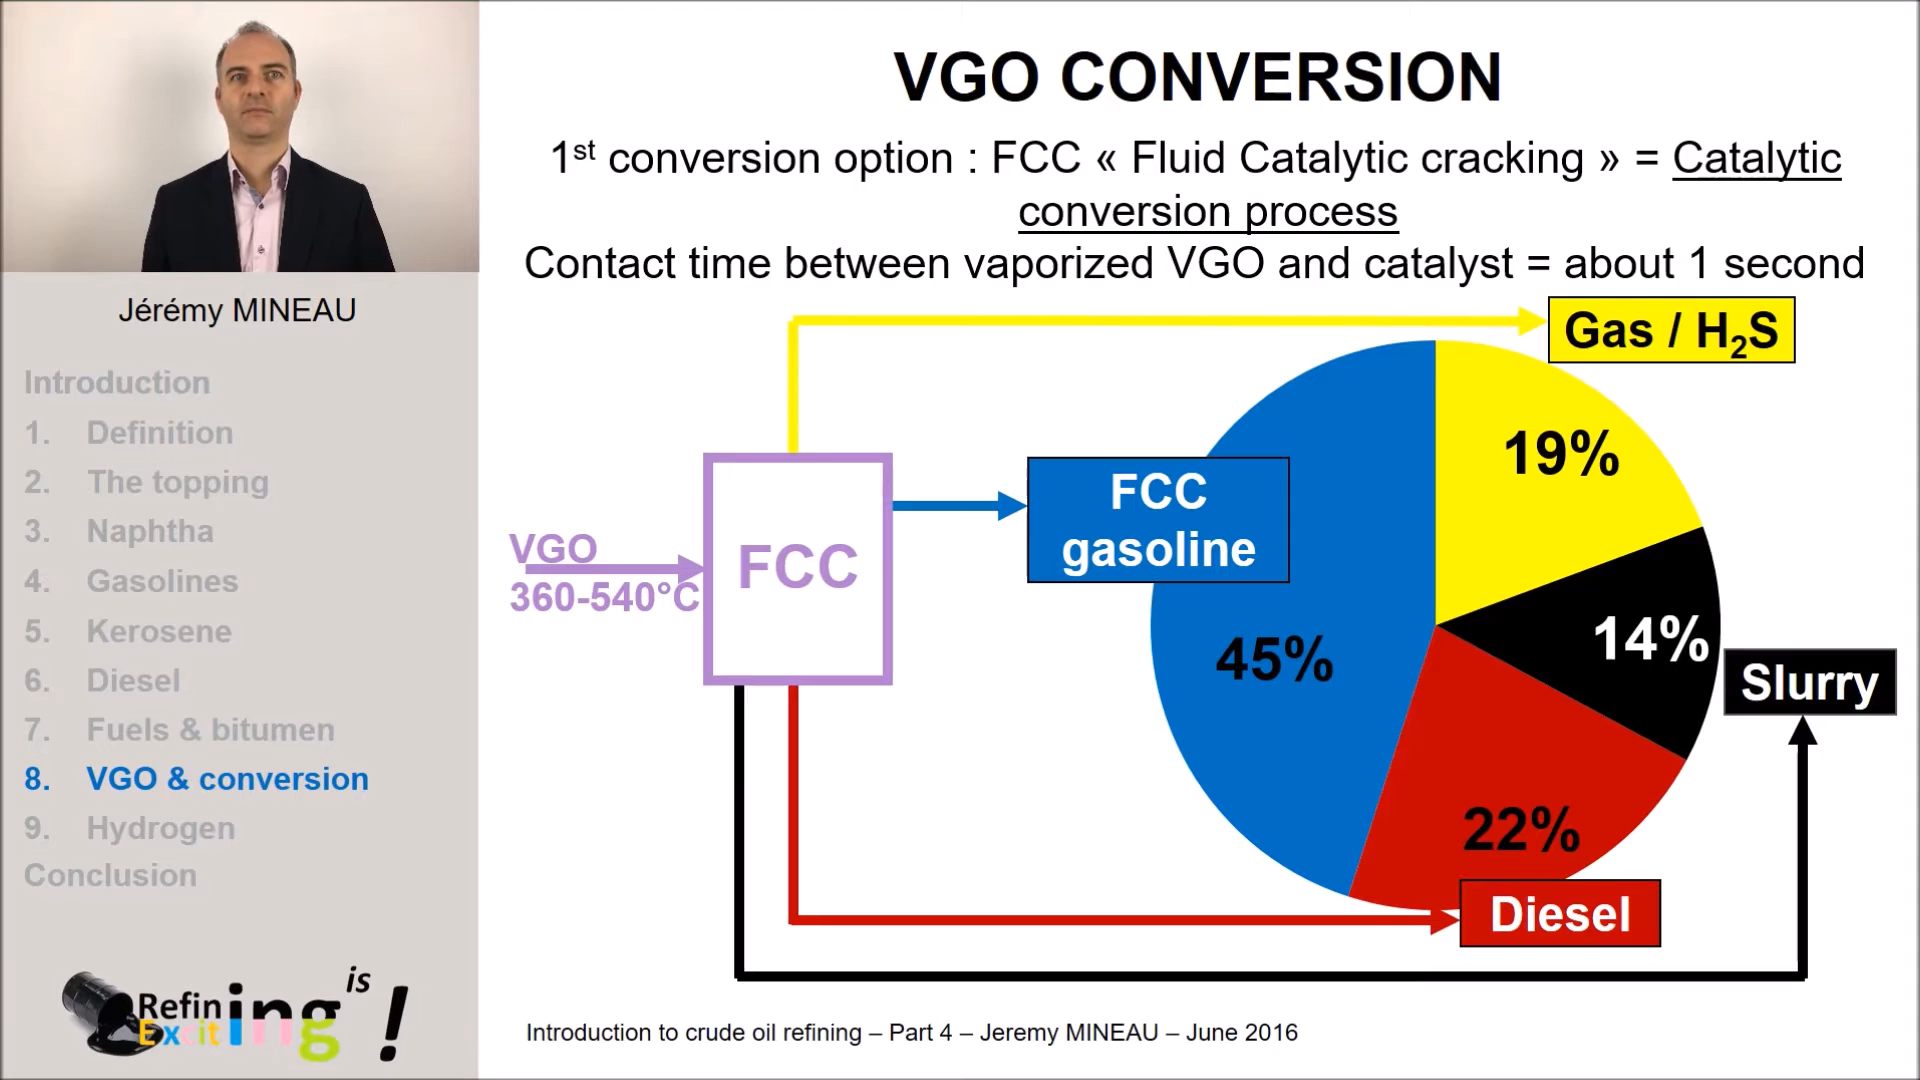 VGO CONVERSION
1st conversion option : FCC « Fluid Catalytic cracking » = Catalytic
conversion process
Contact time between vaporized VGO and catalyst = about 1 second
Jérémy MINEAU
Introduction
1. Definition
2. The topping
3. Naphtha
4. Gasolines
5. Kerosene
6. Diesel
7. Fuels & bitumen
8. VGO & conversion
9. Hydrogen
Conclusion
Gas / H₂S
19%
FCC
gasoline
VGO
360-540°C
FCC
14%
45%
Slurry
22%
Diesel
Refining is
Exciting !
Introduction to crude oil refining – Part 4 – Jeremy MINEAU – June 2016